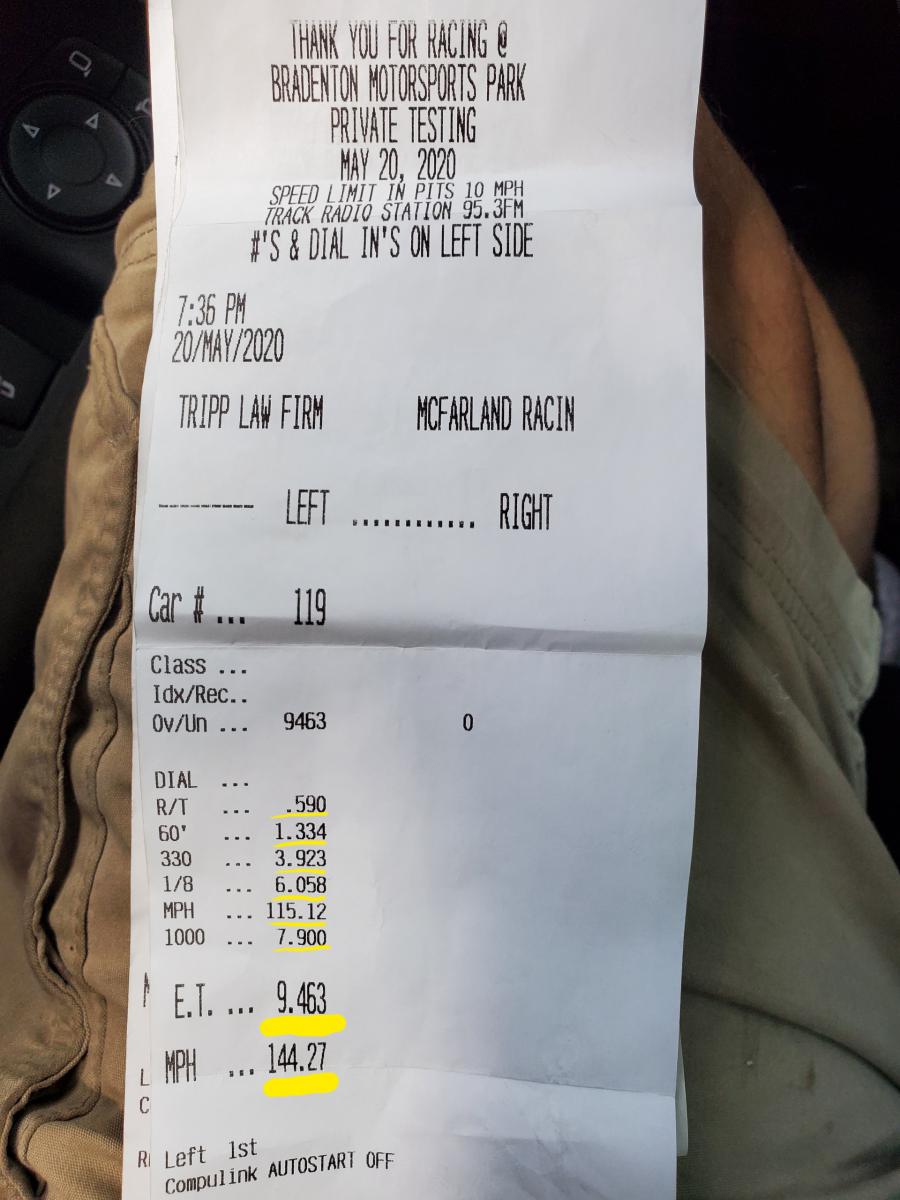 THANK YOU FOR RACING @
BRADENTON MOTORSPORTS PARK
PRIVATE TESTING
MAY 20, 2020
SPEED LIMIT IN PITS 10 MPH
TRACK RADIO STATION 95.3FM
#'S & DIAL IN'S ON LEFT SIDE
7:36 PM
20/MAY/2020
TRIPP LAW FIRM MCFARLAND RACIN
LEFT ............ RIGHT
Car # ... 119
Class ...
Idx/Rec..
Ov/Un ... 9463 0
DIAL ...
R/T ... .590
60' ... 1.334
330 ... 3.923
1/8 ... 6.058
MPH ... 115.12
1000 ... 7.900
E.T. ... 9.463
MPH ... 144.27
Left 1st
Compulink AUTOSTART OFF